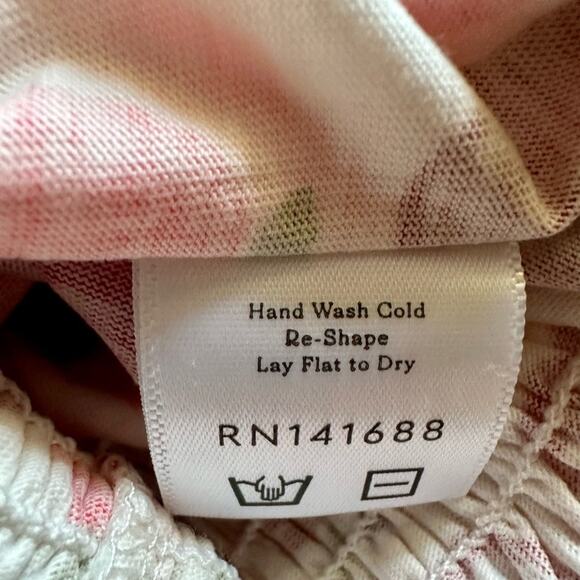 Hand Wash Cold
Re-Shape
Lay Flat to Dry
RN141688